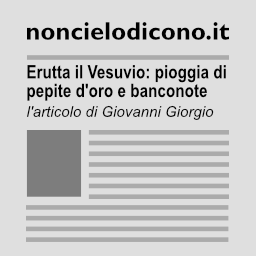 noncielodicono.it
Erutta il Vesuvio: pioggia di
pepite d'oro e banconote
l'articolo di Giovanni Giorgio